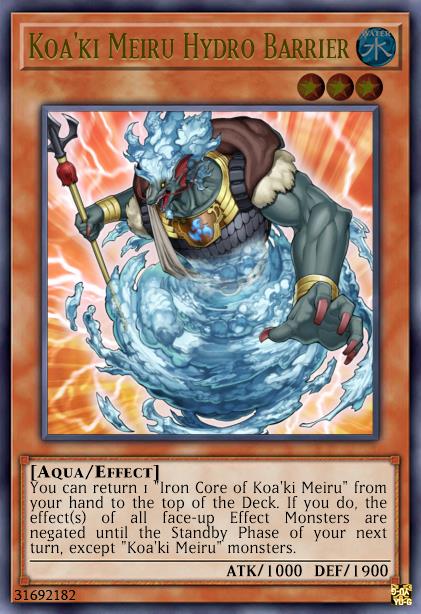 KOA'KI MEIRU HYDRO BARRIER
WATER
水
[AQUA/EFFECT]
You can return 1 "Iron Core of Koa'ki Meiru" from
your hand to the top of the Deck. If you do, the
effect(s) of all face-up Effect Monsters are
negated until the Standby Phase of your next
turn, except "Koa'ki Meiru" monsters.
ATK/1000 DEF/1900
31692182